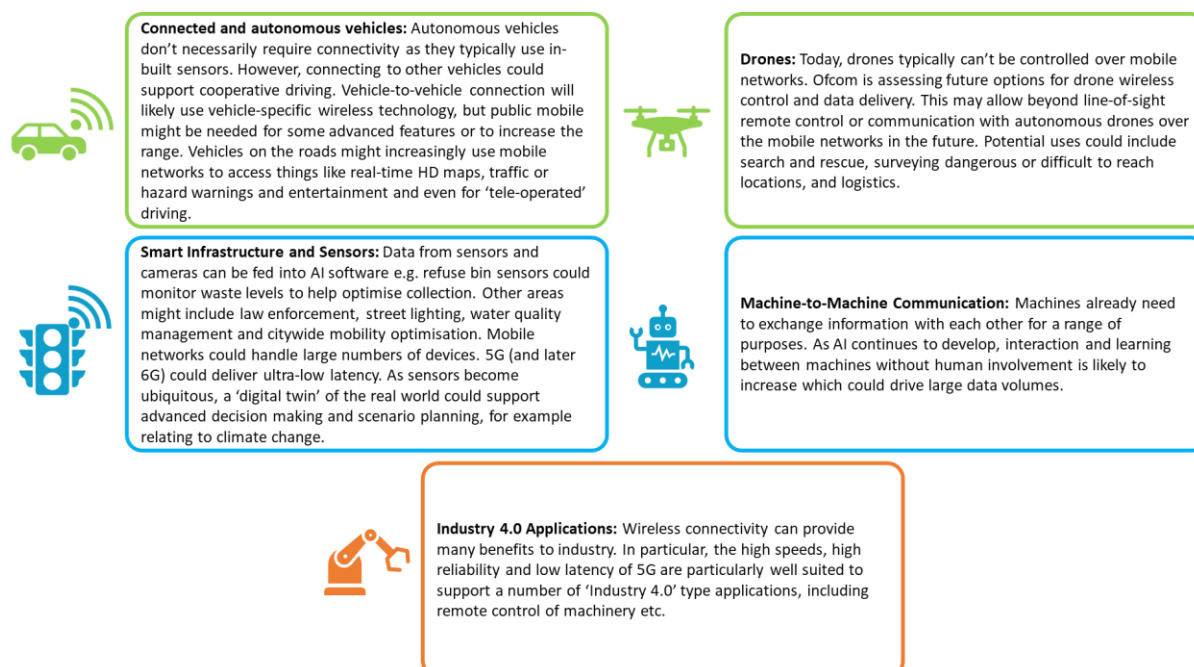 Connected and autonomous vehicles: Autonomous vehicles
don’t necessarily require connectivity as they typically use in-
built sensors. However, connecting to other vehicles could
support cooperative driving. Vehicle-to-vehicle connection will
likely use vehicle-specific wireless technology, but public mobile
might be needed for some advanced features or to increase the
range. Vehicles on the roads might increasingly use mobile
networks to access things like real-time HD maps, traffic or
hazard warnings and entertainment and even for ‘tele-operated’
driving.
Drones: Today, drones typically can’t be controlled over mobile
networks. Ofcom is assessing future options for drone wireless
control and data delivery. This may allow beyond line-of-sight
remote control or communication with autonomous drones over
the mobile networks in the future. Potential uses could include
search and rescue, surveying dangerous or difficult to reach
locations, and logistics.
Smart Infrastructure and Sensors: Data from sensors and
cameras can be fed into AI software e.g. refuse bin sensors could
monitor waste levels to help optimise collection. Other areas
might include law enforcement, street lighting, water quality
management and citywide mobility optimisation. Mobile
networks could handle large numbers of devices. 5G (and later
6G) could deliver ultra-low latency. As sensors become
ubiquitous, a ‘digital twin’ of the real world could support
advanced decision making and scenario planning, for example
relating to climate change.
Machine-to-Machine Communication: Machines already need
to exchange information with each other for a range of
purposes. As AI continues to develop, interaction and learning
between machines without human involvement is likely to
increase which could drive large data volumes.
Industry 4.0 Applications: Wireless connectivity can provide
many benefits to industry. In particular, the high speeds, high
reliability and low latency of 5G are particularly well suited to
support a number of ‘Industry 4.0’ type applications, including
remote control of machinery etc.